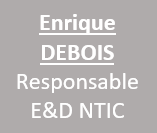 Enrique
DEBOIS
Responsable
E&D NTIC